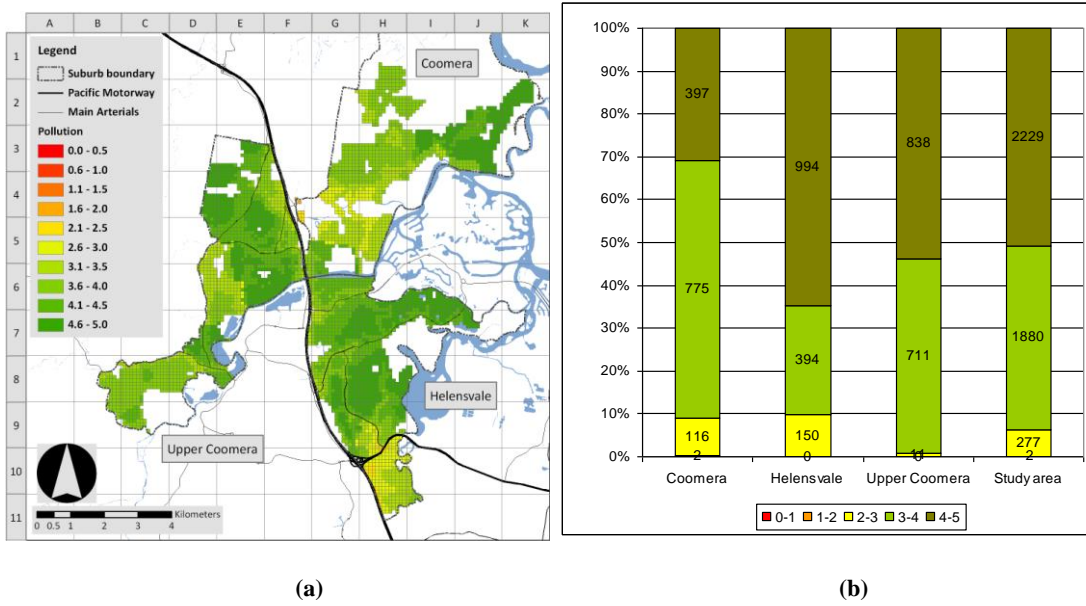 A B C D E F G H I J K
1
2
3
4
5
6
7
8
9
10
11
Legend
Suburb boundary
Pacific Motorway
Main Arterials
Pollution
0.0 - 0.5
0.6 - 1.0
1.1 - 1.5
1.6 - 2.0
2.1 - 2.5
2.6 - 3.0
3.1 - 3.5
3.6 - 4.0
4.1 - 4.5
4.6 - 5.0
Coomera
Helensvale
Upper Coomera
Kilometers
0 0.5 1 2 3 4
(a)
100%
90%
80%
70%
60%
50%
40%
30%
20%
10%
0%
397
775
116
2
994
394
150
0
838
711
11
2229
1880
277
2
Coomera Helensvale Upper Coomera Study area
0-1 1-2 2-3 3-4 4-5
(b)